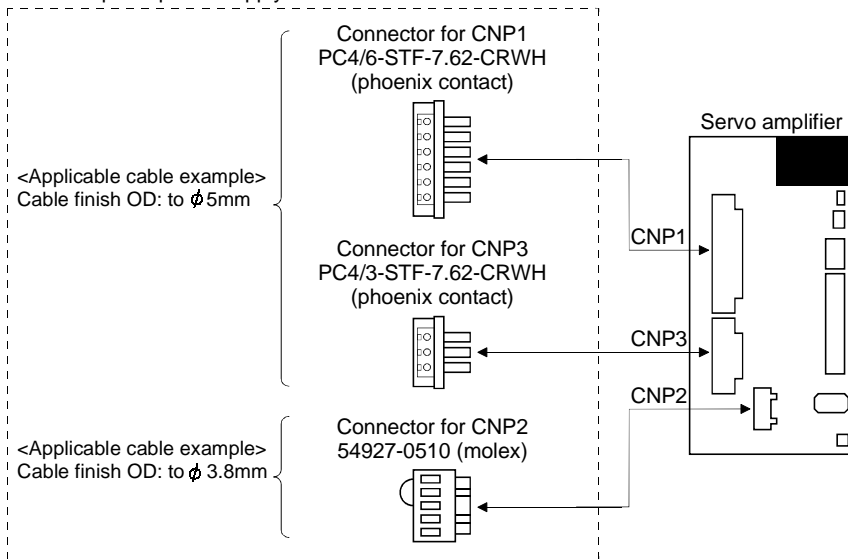 Connector for CNP1
PC4/6-STF-7.62-CRWH
(phoenix contact)
Servo amplifier
<Applicable cable example>
Cable finish OD: to ϕ5mm
CNP1
Connector for CNP3
PC4/3-STF-7.62-CRWH
(phoenix contact)
CNP3
CNP2
Connector for CNP2
54927-0510 (molex)
<Applicable cable example>
Cable finish OD: to ϕ 3.8mm